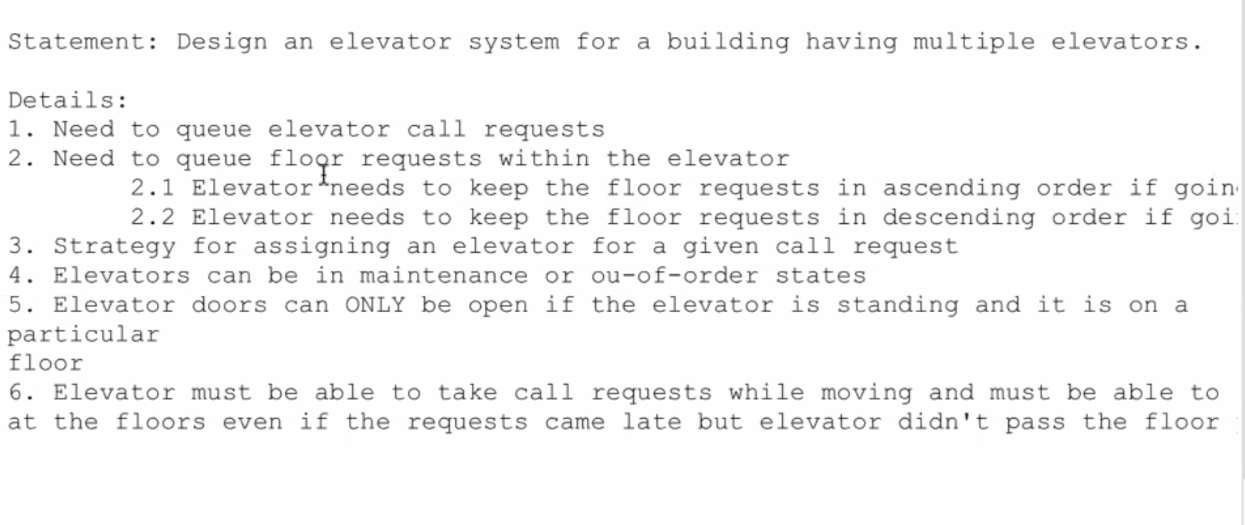 Statement: Design an elevator system for a building having multiple elevators.
Details:
1. Need to queue elevator call requests
2. Need to queue floor requests within the elevator
2.1 Elevator needs to keep the floor requests in ascending order if goin
2.2 Elevator needs to keep the floor requests in descending order if goi
3. Strategy for assigning an elevator for a given call request
4. Elevators can be in maintenance or ou-of-order states
5. Elevator doors can ONLY be open if the elevator is standing and it is on a
particular
floor
6. Elevator must be able to take call requests while moving and must be able to
at the floors even if the requests came late but elevator didn't pass the floor